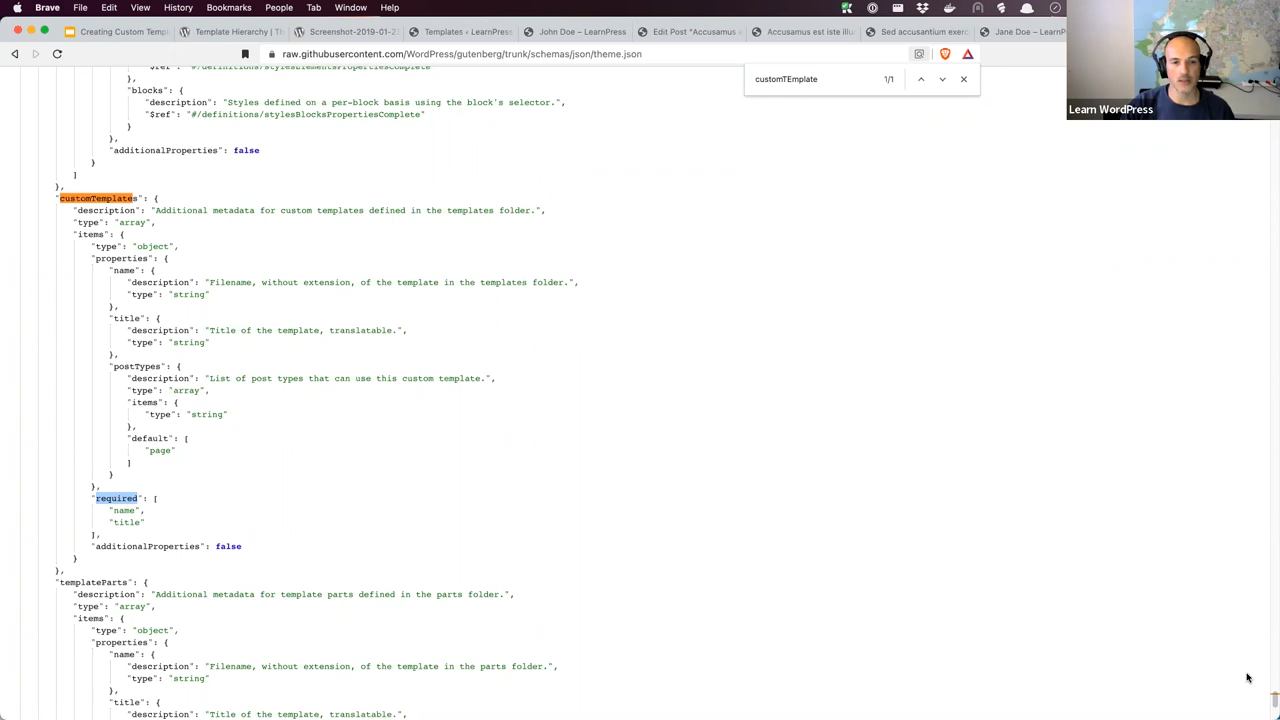 Brave File Edit View History Bookmarks People Tab Window Help
Creating Custom Temp
Template Hierarchy | Th
Screenshot-2019-01-23
Templates ‹ LearnPress
John Doe – LearnPress
Edit Post "Accusamus
Accusamus est iste illu
Sed accusantium exerc
Jane Doe – LearnP
raw.githubusercontent.com/WordPress/gutenberg/trunk/schemas/json/theme.json
customTEmplate 1/1
Learn WordPress
"$ref": "#/definitions/stylesElementsPropertiesComplete"
},
"blocks": {
"description": "Styles defined on a per-block basis using the block's selector.",
"$ref": "#/definitions/stylesBlocksPropertiesComplete"
}
},
"additionalProperties": false
}
]
},
"customTemplates": {
"description": "Additional metadata for custom templates defined in the templates folder.",
"type": "array",
"items": {
"type": "object",
"properties": {
"name": {
"description": "Filename, without extension, of the template in the templates folder.",
"type": "string"
},
"title": {
"description": "Title of the template, translatable.",
"type": "string"
},
"postTypes": {
"description": "List of post types that can use this custom template.",
"type": "array",
"items": {
"type": "string"
},
"default": [
"page"
]
}
},
"required": [
"name",
"title"
],
"additionalProperties": false
}
},
"templateParts": {
"description": "Additional metadata for template parts defined in the parts folder.",
"type": "array",
"items": {
"type": "object",
"properties": {
"name": {
"description": "Filename, without extension, of the template in the parts folder.",
"type": "string"
},
"title": {
"description": "Title of the template, translatable.",